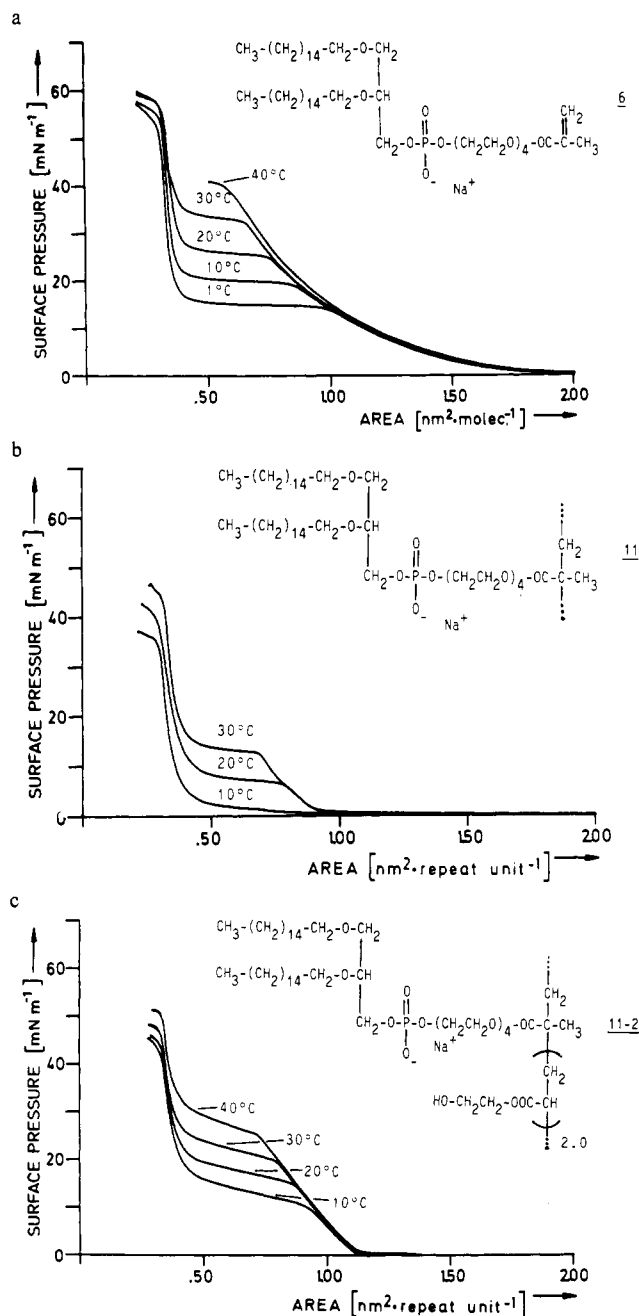 a
SURFACE PRESSURE [mN m⁻¹]
60
40
20
0
40°C
30°C
20°C
10°C
1°C
CH₃-(CH₂)₁₄-CH₂-O-CH₂
CH₃-(CH₂)₁₄-CH₂-O-CH
CH₂-O-P-O-(CH₂CH₂O)₄-OC-C-CH₃
O
O₋
Na⁺
CH₂
6
.50
1.00
1.50
2.00
AREA [nm²·molec⁻¹]
b
SURFACE PRESSURE [mN m⁻¹]
60
40
20
0
30°C
20°C
10°C
CH₃-(CH₂)₁₄-CH₂-O-CH₂
CH₃-(CH₂)₁₄-CH₂-O-CH
CH₂-O-P-O-(CH₂CH₂O)₄-OC-C-CH₃
O
O₋
Na⁺
CH₂
11
.50
1.00
1.50
2.00
AREA [nm²·repeat unit⁻¹]
c
SURFACE PRESSURE [mN m⁻¹]
60
40
20
0
40°C
30°C
20°C
10°C
CH₃-(CH₂)₁₄-CH₂-O-CH₂
CH₃-(CH₂)₁₄-CH₂-O-CH
CH₂-O-P-O-(CH₂CH₂O)₄-OC-C-CH₃
O
O₋
Na⁺
CH₂
11-2
CH₂
HO-CH₂CH₂-OOC-CH
2.0
.50
1.00
1.50
2.00
AREA [nm²·repeat unit⁻¹]